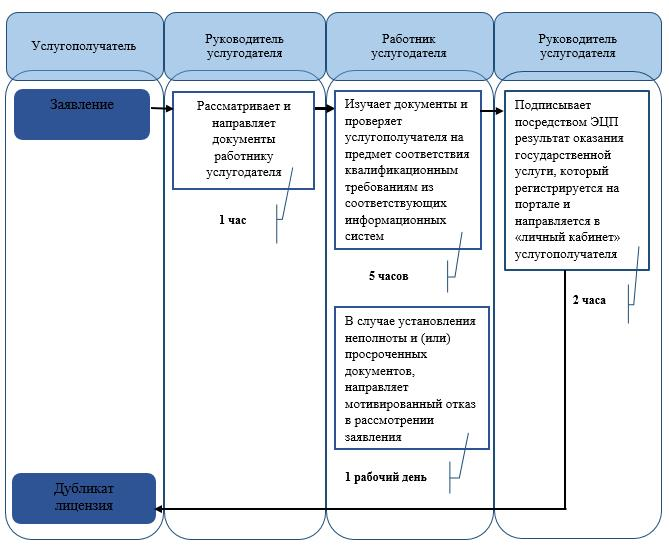 Услугополучатель
Руководитель
услугодателя
Работник
услугодателя
Руководитель
услугодателя
Заявление
Рассматривает и
направляет
документы
работнику
услугодателя
1 час
Изучает документы и
проверяет
услугополучателя на
предмет соответствия
квалификационным
требованиям из
соответствующих
информационных
систем
5 часов
Подписывает
посредством ЭЦП
результат оказания
государственной
услуги, который
регистрируется на
портале и
направляется в
«личный кабинет»
услугополучателя
2 часа
В случае установления
неполноты и (или)
просроченных
документов,
направляет
мотивированный отказ
в рассмотрении
заявления
1 рабочий день
Дубликат
лицензия